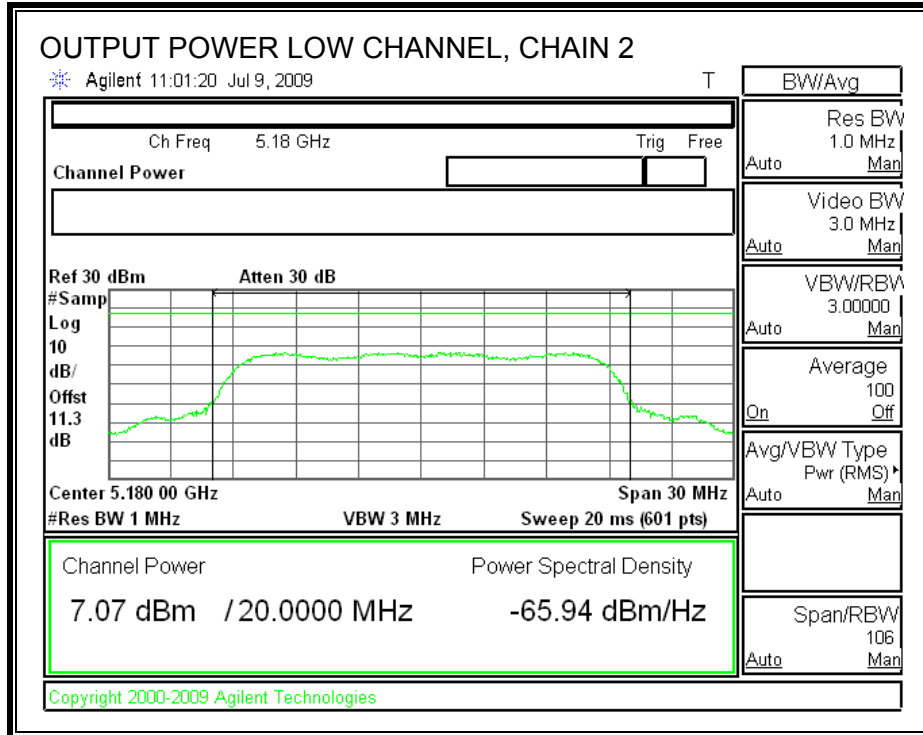 OUTPUT POWER LOW CHANNEL, CHAIN 2
Agilent 11:01:20 Jul 9, 2009 T
Ch Freq 5.18 GHz Trig Free
Channel Power
Ref 30 dBm Atten 30 dB
#Samp
Log
10
dB/
Offst
11.3
dB
Center 5.180 00 GHz Span 30 MHz
#Res BW 1 MHz VBW 3 MHz Sweep 20 ms (601 pts)
Channel Power Power Spectral Density
7.07 dBm / 20.0000 MHz -65.94 dBm/Hz
Copyright 2000-2009 Agilent Technologies
BW/Avg
Res BW
1.0 MHz
Auto Man
Video BW
3.0 MHz
Auto Man
VBW/RBW
3.00000
Auto Man
Average
100
On Off
Avg/VBW Type
Pwr (RMS)
Auto Man
Span/RBW
106
Auto Man